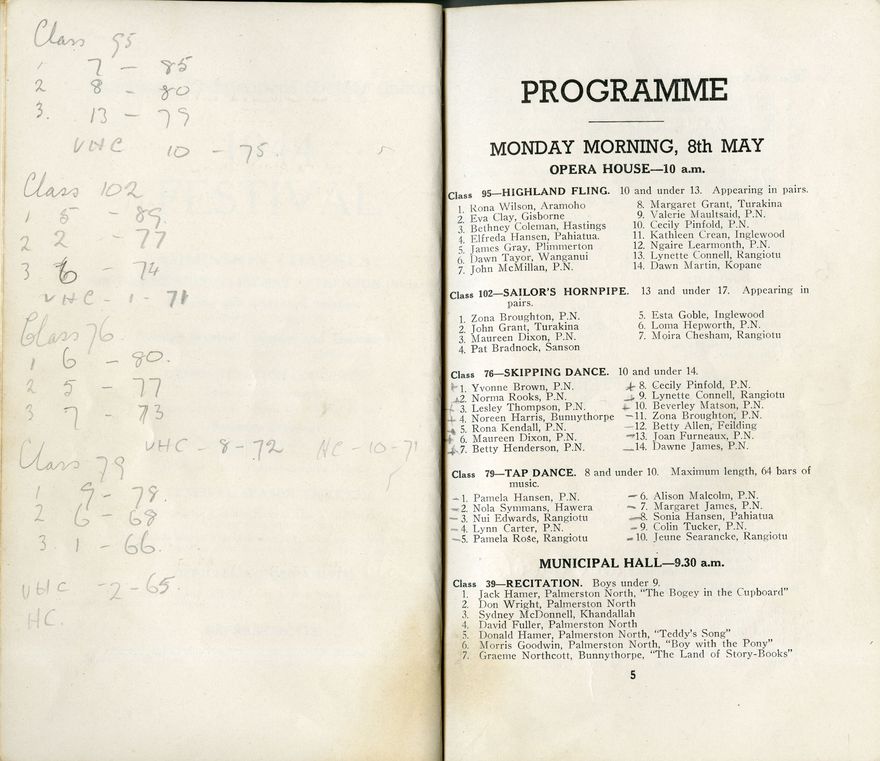 Class 95
1 7 - 85
2 8 - 80
3. 13 - 79
VHC 10 - 75.
Class 102
1 5 - 89.
2 2 - 77
3 6 - 74
VHC - 1 - 71
Class 76
1 6 - 80.
2 5 - 77
3 7 - 73
VHC - 8 - 72 HC - 10 - 71
Class 79
1 9 - 78.
2 6 - 68
3. 1 - 66.
VHC - 2 - 65.
HC.
PROGRAMME
MONDAY MORNING, 8th MAY
OPERA HOUSE—10 a.m.
Class 95—HIGHLAND FLING. 10 and under 13. Appearing in pairs.
1. Rona Wilson, Aramoho
2. Eva Clay, Gisborne
3. Bethney Coleman, Hastings
4. Elfreda Hansen, Pahiatua.
5. James Gray, Plimmerton
6. Dawn Tayor, Wanganui
7. John McMillan, P.N.
8. Margaret Grant, Turakina
9. Valerie Maultsaid, P.N.
10. Cecily Pinfold, P.N.
11. Kathleen Crean, Inglewood
12. Ngaire Learmonth, P.N.
13. Lynette Connell, Rangiotu
14. Dawn Martin, Kopane
Class 102—SAILOR'S HORNPIPE. 13 and under 17. Appearing in
pairs.
1. Zona Broughton, P.N.
2. John Grant, Turakina
3. Maureen Dixon, P.N.
4. Pat Bradnock, Sanson
5. Esta Goble, Inglewood
6. Loma Hepworth, P.N.
7. Moira Chesham, Rangiotu
Class 76—SKIPPING DANCE. 10 and under 14.
1. Yvonne Brown, P.N.
2. Norma Rooks, P.N.
3. Lesley Thompson, P.N.
4. Noreen Harris, Bunnythorpe
5. Rona Kendall, P.N.
6. Maureen Dixon, P.N.
7. Betty Henderson, P.N.
8. Cecily Pinfold, P.N.
9. Lynette Connell, Rangiotu
10. Beverley Matson, P.N.
11. Zona Broughton, P.N.
12. Betty Allen, Feilding
13. Joan Furneaux, P.N.
14. Dawne James, P.N.
Class 79—TAP DANCE. 8 and under 10. Maximum length, 64 bars of
music.
1. Pamela Hansen, P.N.
2. Nola Symmans, Hawera
3. Nui Edwards, Rangiotu
4. Lynn Carter, P.N.
5. Pamela Rose, Rangiotu
6. Alison Malcolm, P.N.
7. Margaret James, P.N.
8. Sonia Hansen, Pahiatua
9. Colin Tucker, P.N.
10. Jeune Searancke, Rangiotu
MUNICIPAL HALL—9.30 a.m.
Class 39—RECITATION. Boys under 9.
1. Jack Hamer, Palmerston North, "The Bogey in the Cupboard"
2. Don Wright, Palmerston North
3. Sydney McDonnell, Khandallah
4. David Fuller, Palmerston North
5. Donald Hamer, Palmerston North, "Teddy's Song"
6. Morris Goodwin, Palmerston North, "Boy with the Pony"
7. Graeme Northcott, Bunnythorpe, "The Land of Story-Books"
5